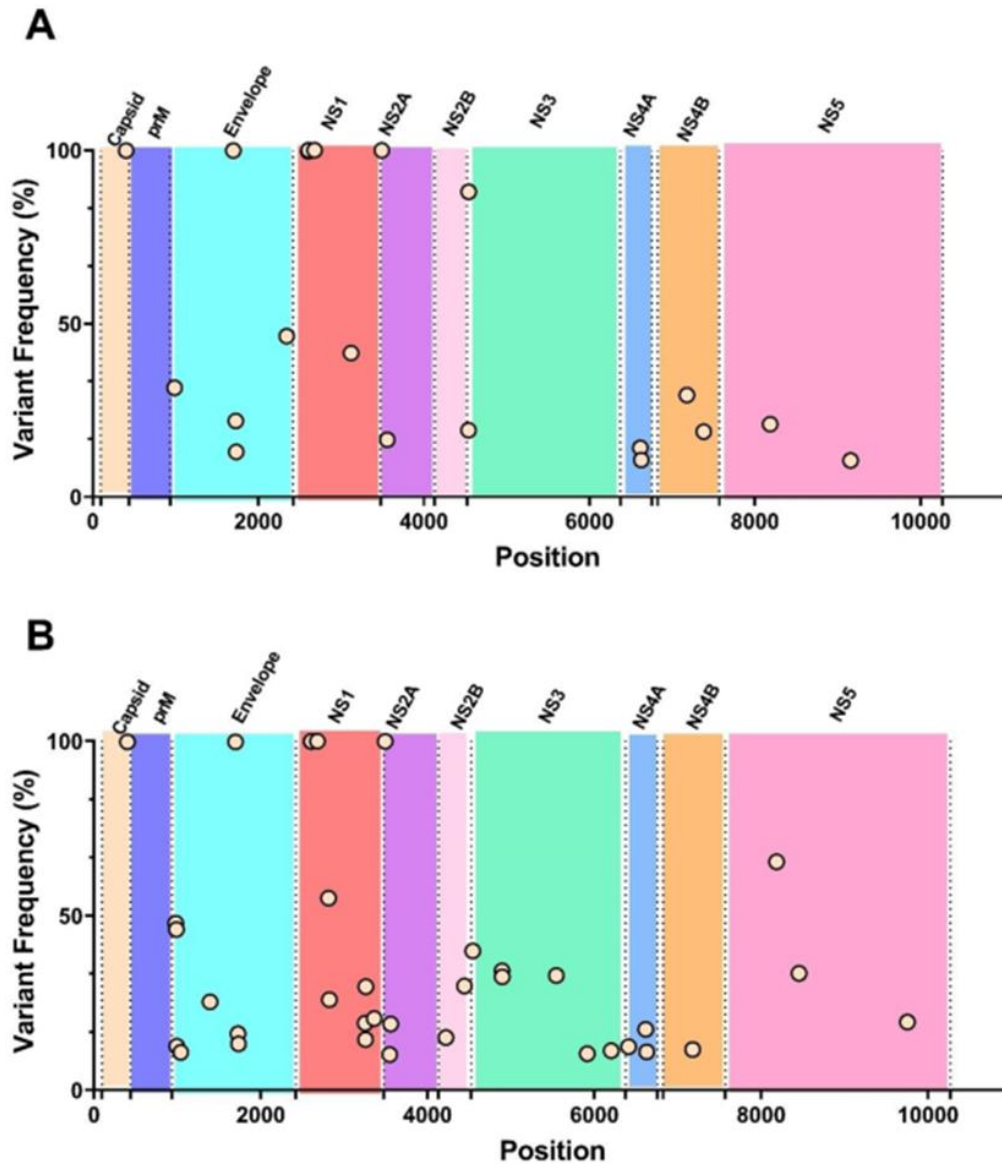 A
Capsid prM Envelope NS1 NS2A NS2B NS3 NS4A NS4B NS5
Variant Frequency (%)
100
50
0
0 2000 4000 6000 8000 10000
Position
B
Capsid prM Envelope NS1 NS2A NS2B NS3 NS4A NS4B NS5
Variant Frequency (%)
100
50
0
0 2000 4000 6000 8000 10000
Position